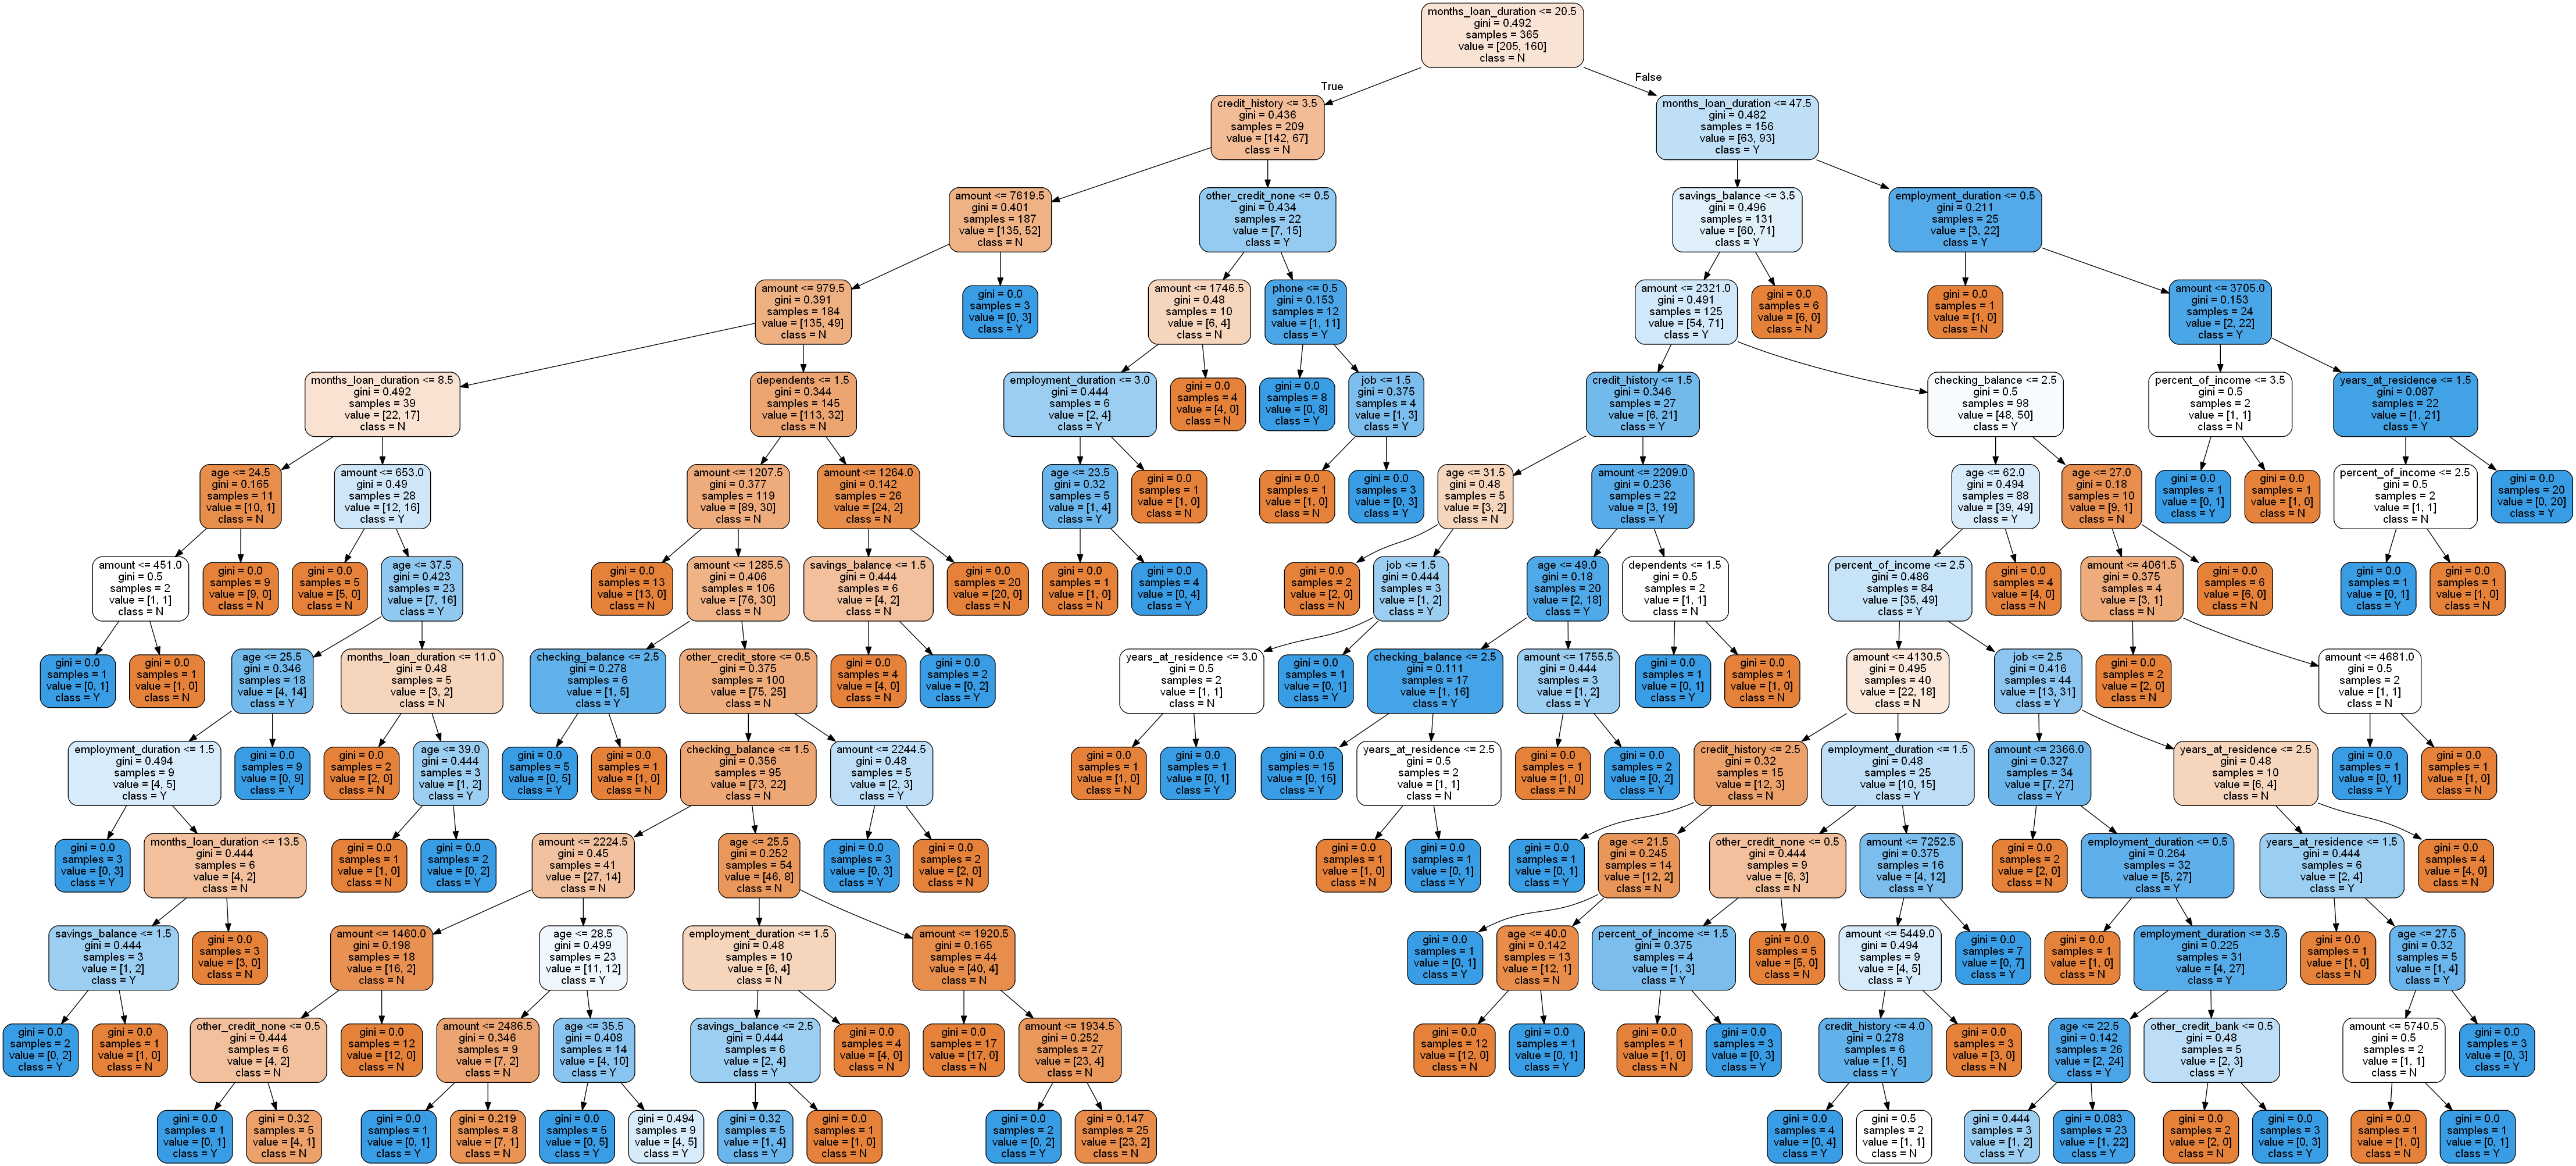 months_loan_duration <= 20.5
gini = 0.492
samples = 365
value = [205, 160]
class = N
True
False
credit_history <= 3.5
gini = 0.436
samples = 209
value = [142, 67]
class = N
months_loan_duration <= 47.5
gini = 0.482
samples = 156
value = [63, 93]
class = Y
amount <= 7619.5
gini = 0.401
samples = 187
value = [135, 52]
class = N
other_credit_none <= 0.5
gini = 0.434
samples = 22
value = [7, 15]
class = Y
savings_balance <= 3.5
gini = 0.496
samples = 131
value = [60, 71]
class = Y
employment_duration <= 0.5
gini = 0.211
samples = 25
value = [3, 22]
class = Y
amount <= 979.5
gini = 0.391
samples = 184
value = [135, 49]
class = N
gini = 0.0
samples = 3
value = [0, 3]
class = Y
amount <= 1746.5
gini = 0.48
samples = 10
value = [6, 4]
class = N
phone <= 0.5
gini = 0.153
samples = 12
value = [1, 11]
class = Y
amount <= 2321.0
gini = 0.491
samples = 125
value = [54, 71]
class = Y
gini = 0.0
samples = 6
value = [6, 0]
class = N
gini = 0.0
samples = 1
value = [1, 0]
class = N
amount <= 3705.0
gini = 0.153
samples = 24
value = [2, 22]
class = Y
months_loan_duration <= 8.5
gini = 0.492
samples = 39
value = [22, 17]
class = N
dependents <= 1.5
gini = 0.344
samples = 145
value = [113, 32]
class = N
employment_duration <= 3.0
gini = 0.444
samples = 6
value = [2, 4]
class = Y
gini = 0.0
samples = 4
value = [4, 0]
class = N
gini = 0.0
samples = 8
value = [0, 8]
class = Y
job <= 1.5
gini = 0.375
samples = 4
value = [1, 3]
class = Y
credit_history <= 1.5
gini = 0.346
samples = 27
value = [6, 21]
class = Y
checking_balance <= 2.5
gini = 0.5
samples = 98
value = [48, 50]
class = Y
percent_of_income <= 3.5
gini = 0.5
samples = 2
value = [1, 1]
class = N
years_at_residence <= 1.5
gini = 0.087
samples = 22
value = [1, 21]
class = Y
age <= 24.5
gini = 0.165
samples = 11
value = [10, 1]
class = N
amount <= 653.0
gini = 0.49
samples = 28
value = [12, 16]
class = Y
amount <= 1207.5
gini = 0.377
samples = 119
value = [89, 30]
class = N
amount <= 1264.0
gini = 0.142
samples = 26
value = [24, 2]
class = N
age <= 23.5
gini = 0.32
samples = 5
value = [1, 4]
class = Y
gini = 0.0
samples = 1
value = [1, 0]
class = N
gini = 0.0
samples = 1
value = [1, 0]
class = N
gini = 0.0
samples = 3
value = [0, 3]
class = Y
age <= 31.5
gini = 0.48
samples = 5
value = [3, 2]
class = N
amount <= 2209.0
gini = 0.236
samples = 22
value = [3, 19]
class = Y
age <= 62.0
gini = 0.494
samples = 88
value = [39, 49]
class = Y
age <= 27.0
gini = 0.18
samples = 10
value = [9, 1]
class = N
gini = 0.0
samples = 1
value = [0, 1]
class = Y
gini = 0.0
samples = 1
value = [1, 0]
class = N
percent_of_income <= 2.5
gini = 0.5
samples = 2
value = [1, 1]
class = N
gini = 0.0
samples = 20
value = [0, 20]
class = Y
amount <= 451.0
gini = 0.5
samples = 2
value = [1, 1]
class = N
gini = 0.0
samples = 9
value = [9, 0]
class = N
gini = 0.0
samples = 5
value = [5, 0]
class = N
age <= 37.5
gini = 0.423
samples = 23
value = [7, 16]
class = Y
gini = 0.0
samples = 13
value = [13, 0]
class = N
amount <= 1285.5
gini = 0.406
samples = 106
value = [76, 30]
class = N
savings_balance <= 1.5
gini = 0.444
samples = 6
value = [4, 2]
class = N
gini = 0.0
samples = 20
value = [20, 0]
class = N
gini = 0.0
samples = 1
value = [1, 0]
class = N
gini = 0.0
samples = 4
value = [0, 4]
class = Y
gini = 0.0
samples = 2
value = [2, 0]
class = N
job <= 1.5
gini = 0.444
samples = 3
value = [1, 2]
class = Y
age <= 49.0
gini = 0.18
samples = 20
value = [2, 18]
class = Y
dependents <= 1.5
gini = 0.5
samples = 2
value = [1, 1]
class = N
percent_of_income <= 2.5
gini = 0.486
samples = 84
value = [35, 49]
class = Y
gini = 0.0
samples = 4
value = [4, 0]
class = N
amount <= 4061.5
gini = 0.375
samples = 4
value = [3, 1]
class = N
gini = 0.0
samples = 6
value = [6, 0]
class = N
gini = 0.0
samples = 1
value = [0, 1]
class = Y
gini = 0.0
samples = 1
value = [1, 0]
class = N
gini = 0.0
samples = 1
value = [0, 1]
class = Y
gini = 0.0
samples = 1
value = [1, 0]
class = N
age <= 25.5
gini = 0.346
samples = 18
value = [4, 14]
class = Y
months_loan_duration <= 11.0
gini = 0.48
samples = 5
value = [3, 2]
class = N
checking_balance <= 2.5
gini = 0.278
samples = 6
value = [1, 5]
class = Y
other_credit_store <= 0.5
gini = 0.375
samples = 100
value = [75, 25]
class = N
gini = 0.0
samples = 4
value = [4, 0]
class = N
gini = 0.0
samples = 2
value = [0, 2]
class = Y
years_at_residence <= 3.0
gini = 0.5
samples = 2
value = [1, 1]
class = N
gini = 0.0
samples = 1
value = [0, 1]
class = Y
checking_balance <= 2.5
gini = 0.111
samples = 17
value = [1, 16]
class = Y
amount <= 1755.5
gini = 0.444
samples = 3
value = [1, 2]
class = Y
gini = 0.0
samples = 1
value = [0, 1]
class = Y
gini = 0.0
samples = 1
value = [1, 0]
class = N
amount <= 4130.5
gini = 0.495
samples = 40
value = [22, 18]
class = N
job <= 2.5
gini = 0.416
samples = 44
value = [13, 31]
class = Y
gini = 0.0
samples = 2
value = [2, 0]
class = N
amount <= 4681.0
gini = 0.5
samples = 2
value = [1, 1]
class = N
employment_duration <= 1.5
gini = 0.494
samples = 9
value = [4, 5]
class = Y
gini = 0.0
samples = 9
value = [0, 9]
class = Y
gini = 0.0
samples = 2
value = [2, 0]
class = N
age <= 39.0
gini = 0.444
samples = 3
value = [1, 2]
class = Y
gini = 0.0
samples = 5
value = [0, 5]
class = Y
gini = 0.0
samples = 1
value = [1, 0]
class = N
checking_balance <= 1.5
gini = 0.356
samples = 95
value = [73, 22]
class = N
amount <= 2244.5
gini = 0.48
samples = 5
value = [2, 3]
class = Y
gini = 0.0
samples = 1
value = [1, 0]
class = N
gini = 0.0
samples = 1
value = [0, 1]
class = Y
gini = 0.0
samples = 15
value = [0, 15]
class = Y
years_at_residence <= 2.5
gini = 0.5
samples = 2
value = [1, 1]
class = N
gini = 0.0
samples = 1
value = [1, 0]
class = N
gini = 0.0
samples = 2
value = [0, 2]
class = Y
credit_history <= 2.5
gini = 0.32
samples = 15
value = [12, 3]
class = N
employment_duration <= 1.5
gini = 0.48
samples = 25
value = [10, 15]
class = Y
amount <= 2366.0
gini = 0.327
samples = 34
value = [7, 27]
class = Y
years_at_residence <= 2.5
gini = 0.48
samples = 10
value = [6, 4]
class = N
gini = 0.0
samples = 1
value = [0, 1]
class = Y
gini = 0.0
samples = 1
value = [1, 0]
class = N
gini = 0.0
samples = 3
value = [0, 3]
class = Y
months_loan_duration <= 13.5
gini = 0.444
samples = 6
value = [4, 2]
class = N
gini = 0.0
samples = 1
value = [1, 0]
class = N
gini = 0.0
samples = 2
value = [0, 2]
class = Y
amount <= 2224.5
gini = 0.45
samples = 41
value = [27, 14]
class = N
age <= 25.5
gini = 0.252
samples = 54
value = [46, 8]
class = N
gini = 0.0
samples = 3
value = [0, 3]
class = Y
gini = 0.0
samples = 2
value = [2, 0]
class = N
gini = 0.0
samples = 1
value = [1, 0]
class = N
gini = 0.0
samples = 1
value = [0, 1]
class = Y
gini = 0.0
samples = 1
value = [0, 1]
class = Y
age <= 21.5
gini = 0.245
samples = 14
value = [12, 2]
class = N
other_credit_none <= 0.5
gini = 0.444
samples = 9
value = [6, 3]
class = N
amount <= 7252.5
gini = 0.375
samples = 16
value = [4, 12]
class = Y
gini = 0.0
samples = 2
value = [2, 0]
class = N
employment_duration <= 0.5
gini = 0.264
samples = 32
value = [5, 27]
class = Y
years_at_residence <= 1.5
gini = 0.444
samples = 6
value = [2, 4]
class = Y
gini = 0.0
samples = 4
value = [4, 0]
class = N
savings_balance <= 1.5
gini = 0.444
samples = 3
value = [1, 2]
class = Y
gini = 0.0
samples = 3
value = [3, 0]
class = N
amount <= 1460.0
gini = 0.198
samples = 18
value = [16, 2]
class = N
age <= 28.5
gini = 0.499
samples = 23
value = [11, 12]
class = Y
employment_duration <= 1.5
gini = 0.48
samples = 10
value = [6, 4]
class = N
amount <= 1920.5
gini = 0.165
samples = 44
value = [40, 4]
class = N
gini = 0.0
samples = 1
value = [0, 1]
class = Y
age <= 40.0
gini = 0.142
samples = 13
value = [12, 1]
class = N
percent_of_income <= 1.5
gini = 0.375
samples = 4
value = [1, 3]
class = Y
gini = 0.0
samples = 5
value = [5, 0]
class = N
amount <= 5449.0
gini = 0.494
samples = 9
value = [4, 5]
class = Y
gini = 0.0
samples = 7
value = [0, 7]
class = Y
gini = 0.0
samples = 1
value = [1, 0]
class = N
employment_duration <= 3.5
gini = 0.225
samples = 31
value = [4, 27]
class = Y
gini = 0.0
samples = 1
value = [1, 0]
class = N
age <= 27.5
gini = 0.32
samples = 5
value = [1, 4]
class = Y
gini = 0.0
samples = 2
value = [0, 2]
class = Y
gini = 0.0
samples = 1
value = [1, 0]
class = N
other_credit_none <= 0.5
gini = 0.444
samples = 6
value = [4, 2]
class = N
gini = 0.0
samples = 12
value = [12, 0]
class = N
amount <= 2486.5
gini = 0.346
samples = 9
value = [7, 2]
class = N
age <= 35.5
gini = 0.408
samples = 14
value = [4, 10]
class = Y
savings_balance <= 2.5
gini = 0.444
samples = 6
value = [2, 4]
class = Y
gini = 0.0
samples = 4
value = [4, 0]
class = N
gini = 0.0
samples = 17
value = [17, 0]
class = N
amount <= 1934.5
gini = 0.252
samples = 27
value = [23, 4]
class = N
gini = 0.0
samples = 12
value = [12, 0]
class = N
gini = 0.0
samples = 1
value = [0, 1]
class = Y
gini = 0.0
samples = 1
value = [1, 0]
class = N
gini = 0.0
samples = 3
value = [0, 3]
class = Y
credit_history <= 4.0
gini = 0.278
samples = 6
value = [1, 5]
class = Y
gini = 0.0
samples = 3
value = [3, 0]
class = N
age <= 22.5
gini = 0.142
samples = 26
value = [2, 24]
class = Y
other_credit_bank <= 0.5
gini = 0.48
samples = 5
value = [2, 3]
class = Y
amount <= 5740.5
gini = 0.5
samples = 2
value = [1, 1]
class = N
gini = 0.0
samples = 3
value = [0, 3]
class = Y
gini = 0.0
samples = 1
value = [0, 1]
class = Y
gini = 0.32
samples = 5
value = [4, 1]
class = N
gini = 0.0
samples = 1
value = [0, 1]
class = Y
gini = 0.219
samples = 8
value = [7, 1]
class = N
gini = 0.0
samples = 5
value = [0, 5]
class = Y
gini = 0.494
samples = 9
value = [4, 5]
class = Y
gini = 0.32
samples = 5
value = [1, 4]
class = Y
gini = 0.0
samples = 1
value = [1, 0]
class = N
gini = 0.0
samples = 2
value = [0, 2]
class = Y
gini = 0.147
samples = 25
value = [23, 2]
class = N
gini = 0.0
samples = 4
value = [0, 4]
class = Y
gini = 0.5
samples = 2
value = [1, 1]
class = N
gini = 0.444
samples = 3
value = [1, 2]
class = Y
gini = 0.083
samples = 23
value = [1, 22]
class = Y
gini = 0.0
samples = 2
value = [2, 0]
class = N
gini = 0.0
samples = 3
value = [0, 3]
class = Y
gini = 0.0
samples = 1
value = [1, 0]
class = N
gini = 0.0
samples = 1
value = [0, 1]
class = Y